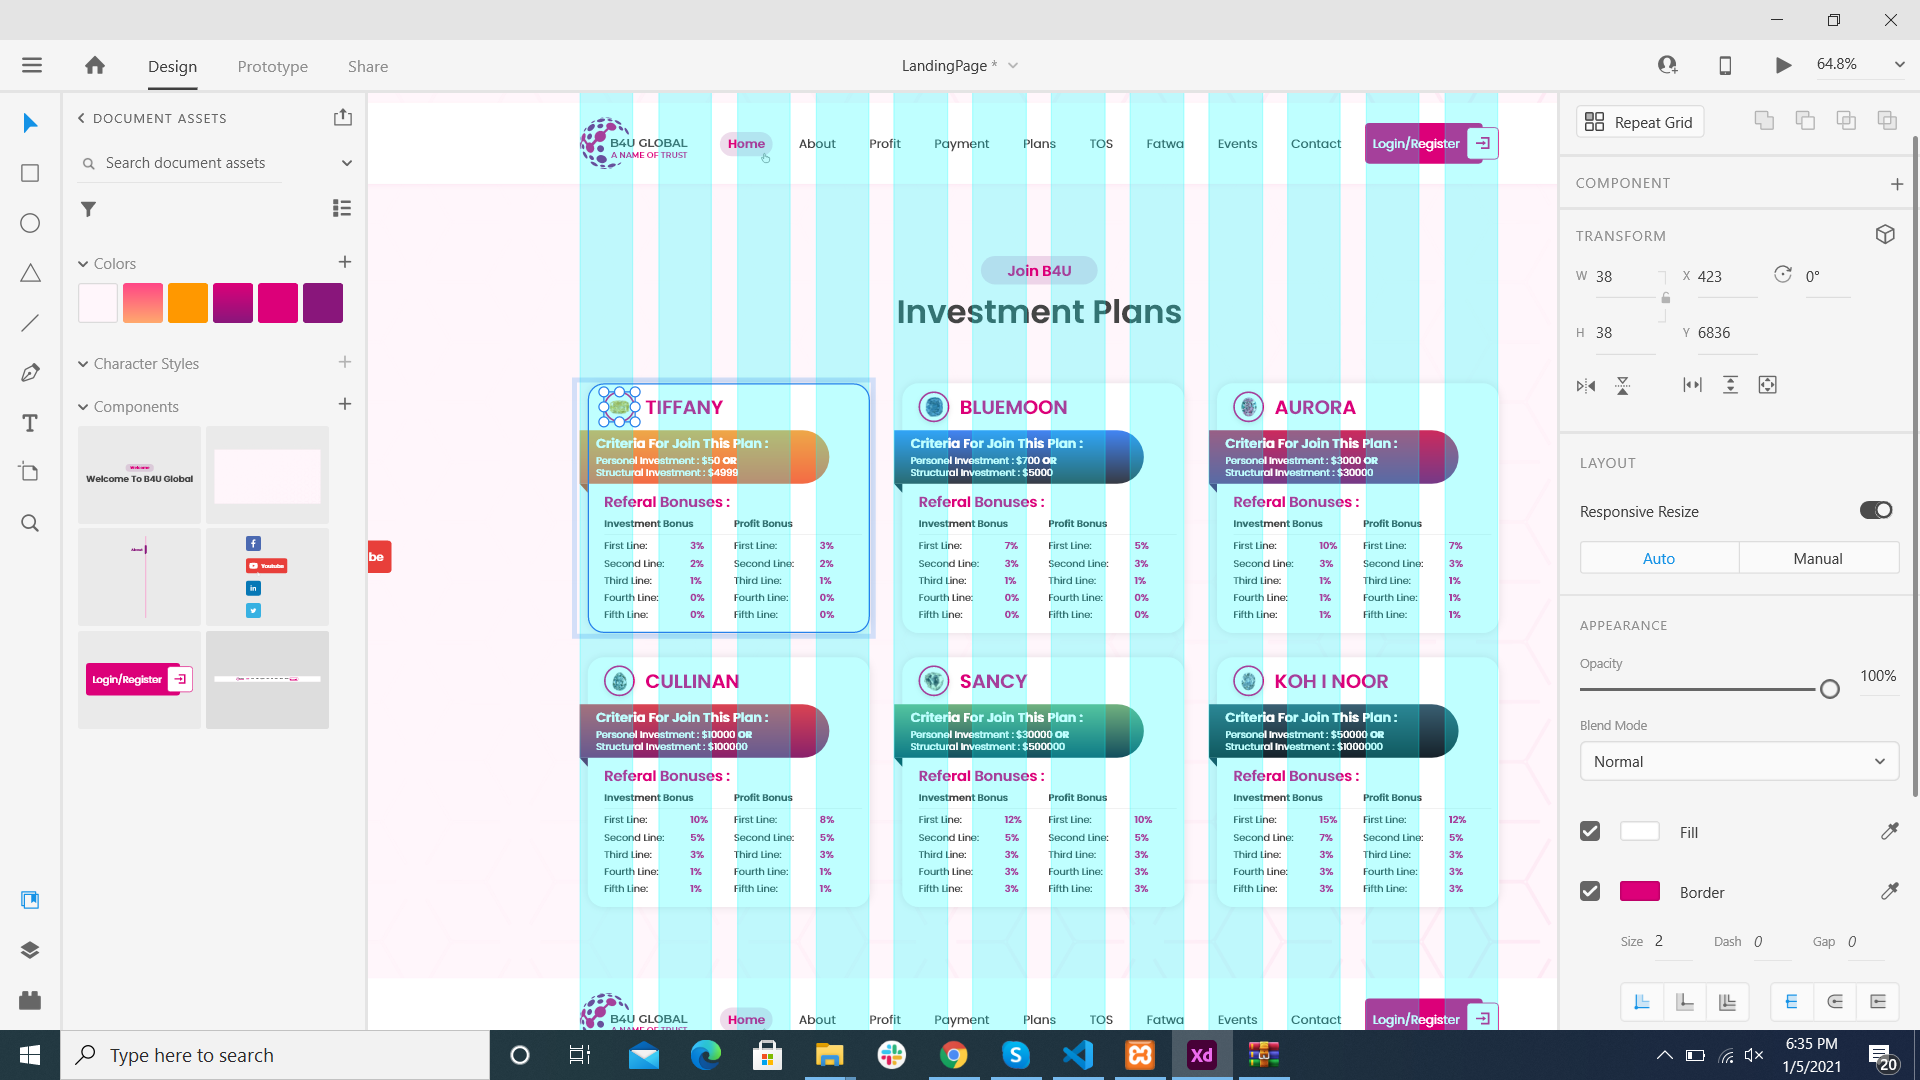 Design
Prototype
Share
LandingPage *
64.8%
DOCUMENT ASSETS
Search document assets
Colors
Character Styles
Components
Welcome
Welcome To B4U Global
About
Youtube
Login/Register
be
B4U GLOBAL
A NAME OF TRUST
Home
About
Profit
Payment
Plans
TOS
Fatwa
Events
Contact
Login/Register
Join B4U
Investment Plans
TIFFANY
Criteria For Join This Plan :
Personel Investment : $50 OR
Structural Investment : $4999
Referal Bonuses :
Investment Bonus Profit Bonus
First Line: 3% First Line: 3%
Second Line: 2% Second Line: 2%
Third Line: 1% Third Line: 1%
Fourth Line: 0% Fourth Line: 0%
Fifth Line: 0% Fifth Line: 0%
BLUEMOON
Criteria For Join This Plan :
Personel Investment : $700 OR
Structural Investment : $5000
Referal Bonuses :
Investment Bonus Profit Bonus
First Line: 7% First Line: 5%
Second Line: 3% Second Line: 3%
Third Line: 1% Third Line: 1%
Fourth Line: 0% Fourth Line: 0%
Fifth Line: 0% Fifth Line: 0%
AURORA
Criteria For Join This Plan :
Personel Investment : $3000 OR
Structural Investment : $30000
Referal Bonuses :
Investment Bonus Profit Bonus
First Line: 10% First Line: 7%
Second Line: 3% Second Line: 3%
Third Line: 1% Third Line: 1%
Fourth Line: 1% Fourth Line: 1%
Fifth Line: 1% Fifth Line: 1%
CULLINAN
Criteria For Join This Plan :
Personel Investment : $10000 OR
Structural Investment : $100000
Referal Bonuses :
Investment Bonus Profit Bonus
First Line: 10% First Line: 8%
Second Line: 5% Second Line: 5%
Third Line: 3% Third Line: 3%
Fourth Line: 1% Fourth Line: 1%
Fifth Line: 1% Fifth Line: 1%
SANCY
Criteria For Join This Plan :
Personel Investment : $30000 OR
Structural Investment : $500000
Referal Bonuses :
Investment Bonus Profit Bonus
First Line: 12% First Line: 10%
Second Line: 5% Second Line: 5%
Third Line: 3% Third Line: 3%
Fourth Line: 3% Fourth Line: 3%
Fifth Line: 3% Fifth Line: 3%
KOH I NOOR
Criteria For Join This Plan :
Personel Investment : $50000 OR
Structural Investment : $1000000
Referal Bonuses :
Investment Bonus Profit Bonus
First Line: 15% First Line: 12%
Second Line: 7% Second Line: 5%
Third Line: 3% Third Line: 3%
Fourth Line: 3% Fourth Line: 3%
Fifth Line: 3% Fifth Line: 3%
B4U GLOBAL
A NAME OF TRUST
Home
About
Profit
Payment
Plans
TOS
Fatwa
Events
Contact
Login/Register
Repeat Grid
COMPONENT
TRANSFORM
W 38 X 423 0°
H 38 Y 6836
LAYOUT
Responsive Resize
Auto Manual
APPEARANCE
Opacity
100%
Blend Mode
Normal
Fill
Border
Size 2 Dash 0 Gap 0
Type here to search
Xd
6:35 PM
1/5/2021
20